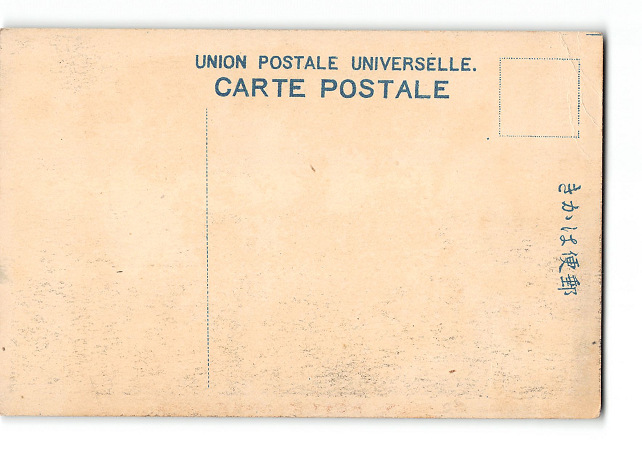 UNION POSTALE UNIVERSELLE.
CARTE POSTALE
きかは便郵